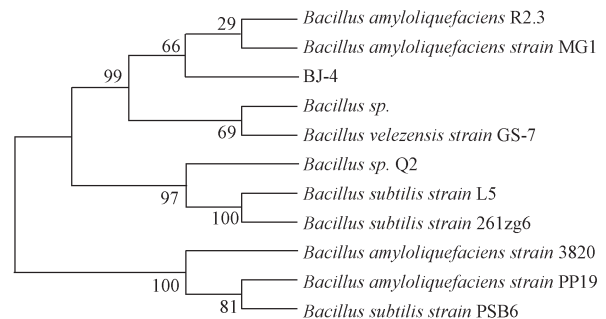 29
Bacillus amyloliquefaciens R2.3
Bacillus amyloliquefaciens strain MG1
66
BJ-4
99
Bacillus sp.
69
Bacillus velezensis strain GS-7
Bacillus sp. Q2
97
Bacillus subtilis strain L5
100
Bacillus subtilis strain 261zg6
Bacillus amyloliquefaciens strain 3820
100
Bacillus amyloliquefaciens strain PP19
81
Bacillus subtilis strain PSB6